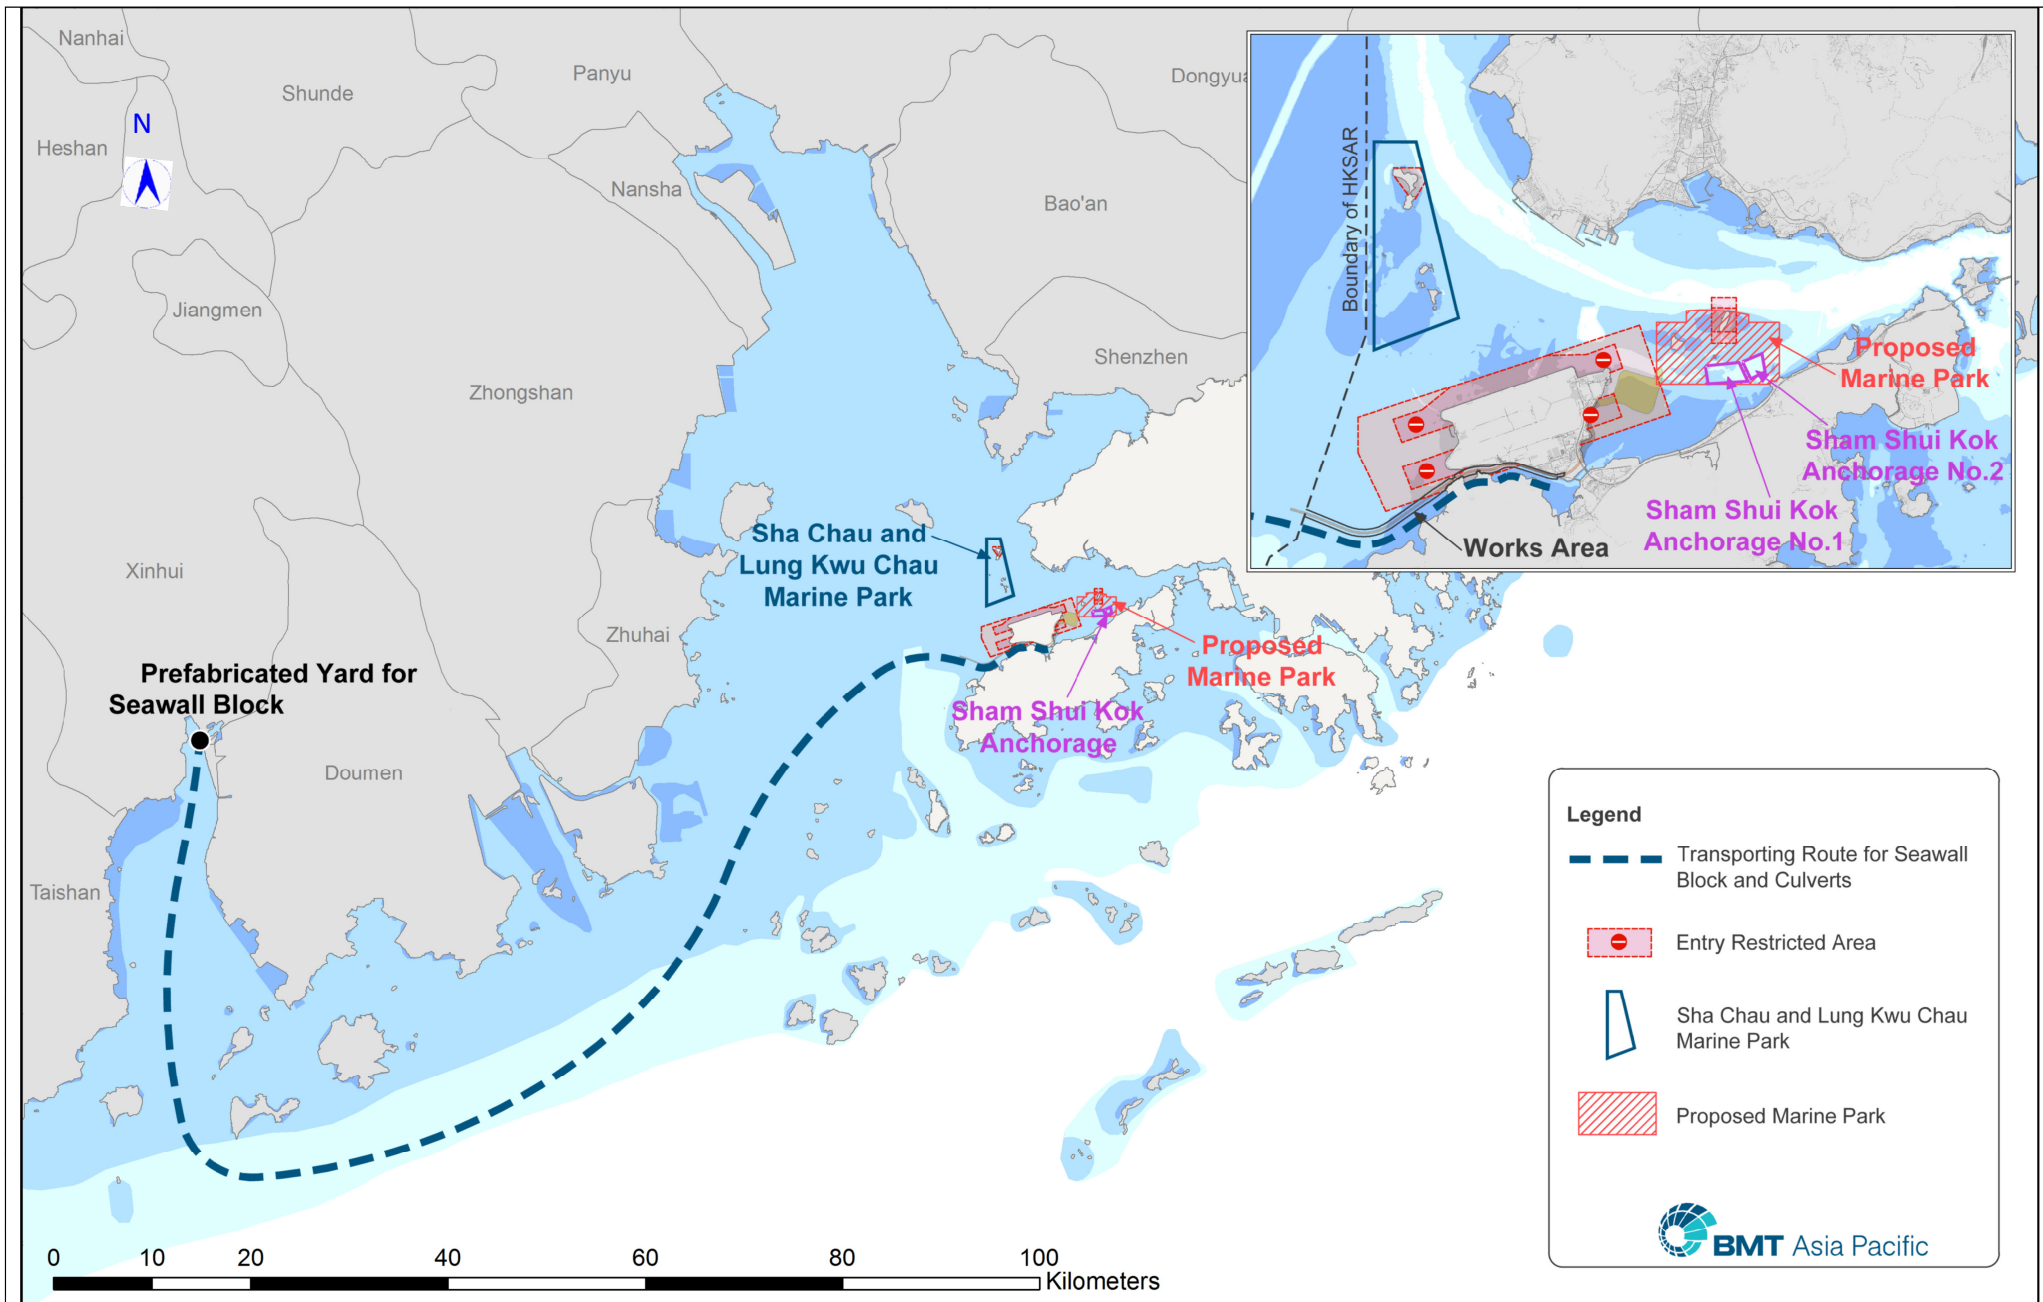 Nanhai
Shunde
Panyu
Dongyua
N
Heshan
Nansha
Bao'an
Jiangmen
Shenzhen
Zhongshan
Xinhui
Zhuhai
Doumen
Taishan
Sha Chau and
Lung Kwu Chau
Marine Park
Prefabricated Yard for
Seawall Block
Proposed
Marine Park
Sham Shui Kok
Anchorage
Boundary of HKSAR
Proposed
Marine Park
Sham Shui Kok
Anchorage No.2
Sham Shui Kok
Anchorage No.1
Works Area
Legend
Transporting Route for Seawall
Block and Culverts
Entry Restricted Area
Sha Chau and Lung Kwu Chau
Marine Park
Proposed Marine Park
BMT Asia Pacific
0 10 20 40 60 80 100
Kilometers